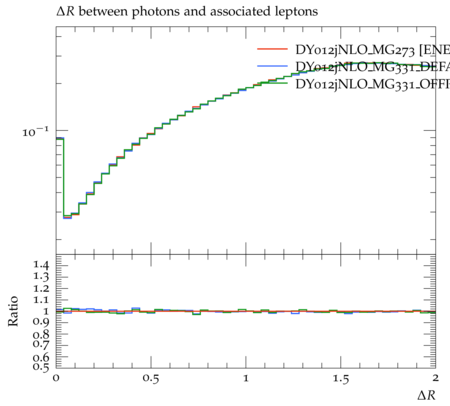 ΔR between photons and associated leptons
DY012jNLO_MG273 [ENE
DY012jNLO_MG331_DEFA
DY012jNLO_MG331_OFFF
10⁻¹
1.4
1.3
1.2
1.1
1
0.9
0.8
0.7
0.6
0.5
Ratio
0 0.5 1 1.5 2
ΔR